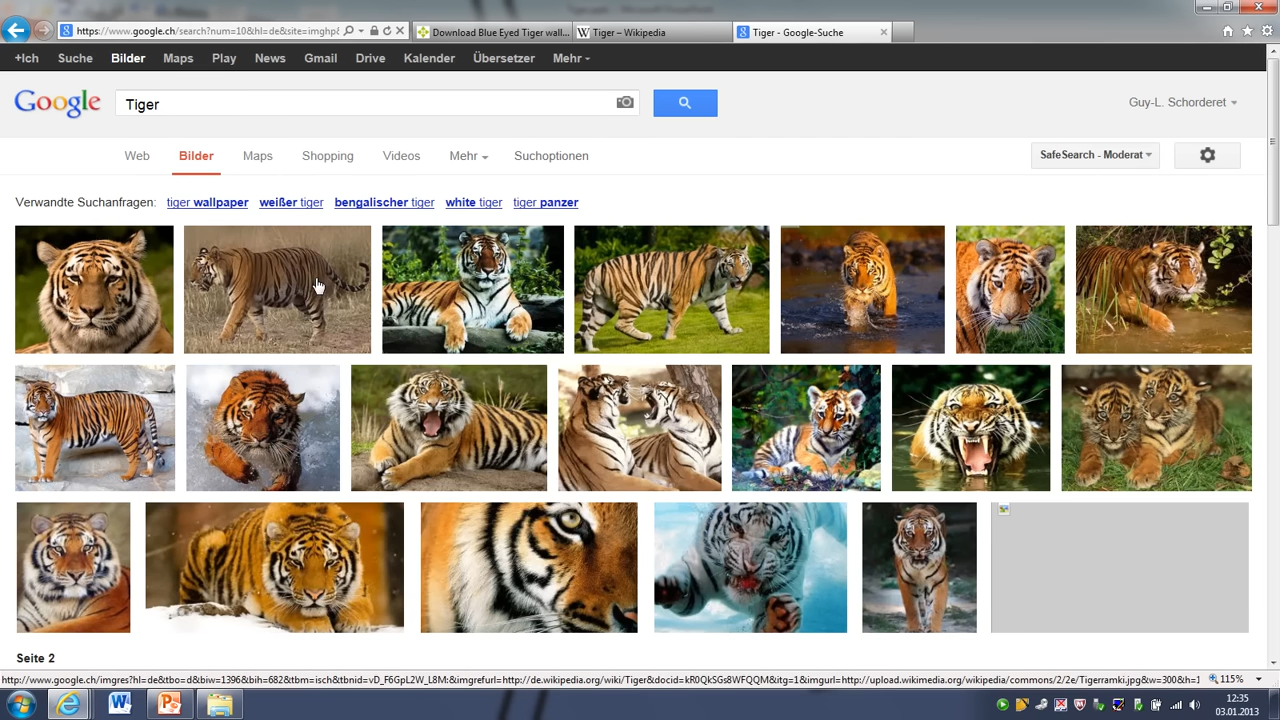 https://www.google.ch/search?num=10&hl=de&site=imghp&
Download Blue Eyed Tiger wall...
Tiger – Wikipedia
Tiger - Google-Suche
+Ich Suche Bilder Maps Play News Gmail Drive Kalender Übersetzer Mehr
Google
Tiger
Guy-L. Schorderet
Web Bilder Maps Shopping Videos Mehr Suchoptionen
SafeSearch - Moderat
Verwandte Suchanfragen: tiger wallpaper weißer tiger bengalischer tiger white tiger tiger panzer
Seite 2
http://www.google.ch/imgres?hl=de&tbo=d&biw=1396&bih=682&tbm=isch&tbnid=vD_F6GpL2W_L8M:&imgrefurl=http://de.wikipedia.org/wiki/Tiger&docid=kR0QkSGs8WFQQM&itg=1&imgurl=http://upload.wikimedia.org/wikipedia/commons/2/2e/Tigerramki.jpg&w=300&h=1
115%
12:35
03.01.2013